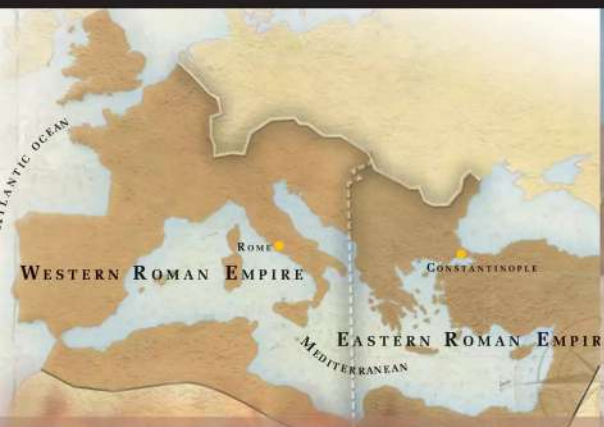 ATLANTIC OCEAN
ROME
CONSTANTINOPLE
WESTERN ROMAN EMPIRE
EASTERN ROMAN EMPIR
MEDITERRANEAN